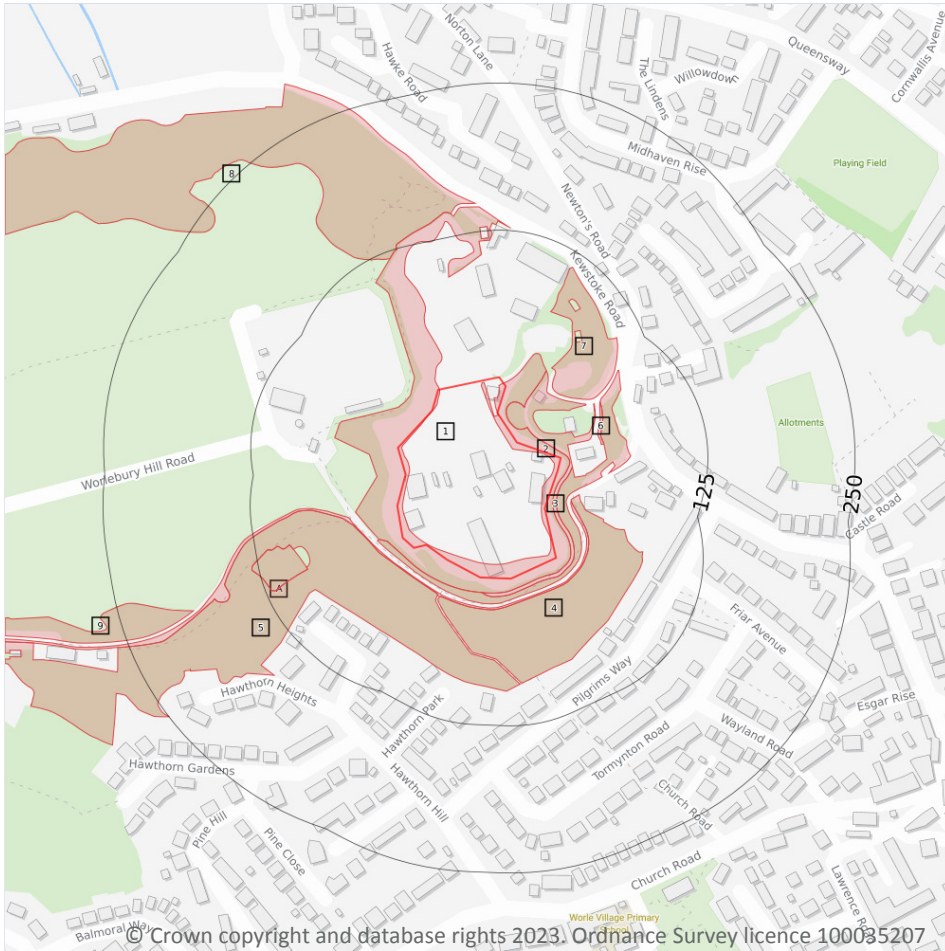 Norton Lane
Hawke Road
Queensway
Cornwallis Avenue
The Lindens
Willowdown
Midhaven Rise
Playing Field
8
Newton's Road
Kewstoke Road
7
Allotments
1
6
2
Worlebury Hill Road
3
125
250
Castle Road
A
4
9
5
Friar Avenue
Pilgrims Way
Hawthorn Heights
Hawthorn Park
Esgar Rise
Wayland Road
Tormynton Road
Hawthorn Gardens
Hawthorn Hill
Church Road
Pine Hill
Pine Close
Church Road
Lawrence Road
Worle Village Primary
School
Balmoral Way
© Crown copyright and database rights 2023. Ordnance Survey licence 100035207